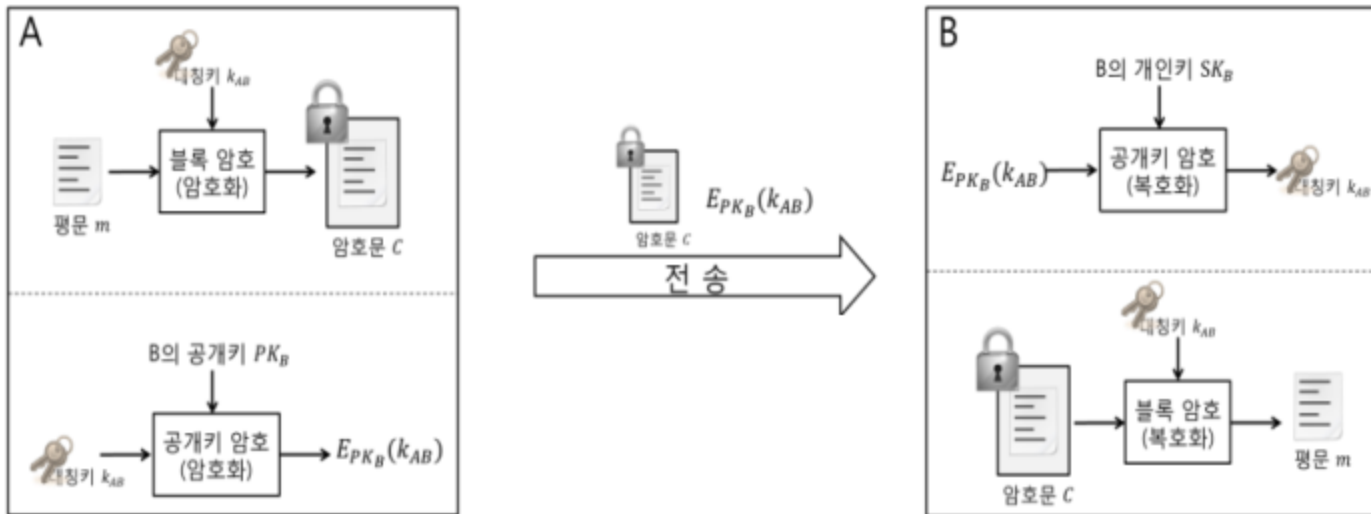 A
대칭키 k_AB
블록 암호
(암호화)
평문 m
암호문 C
B의 공개키 PK_B
공개키 암호
(암호화)
대칭키 k_AB
E_PK_B(k_AB)
E_PK_B(k_AB)
암호문 C
전 송
B
B의 개인키 SK_B
E_PK_B(k_AB)
공개키 암호
(복호화)
대칭키 k_AB
대칭키 k_AB
블록 암호
(복호화)
암호문 C
평문 m